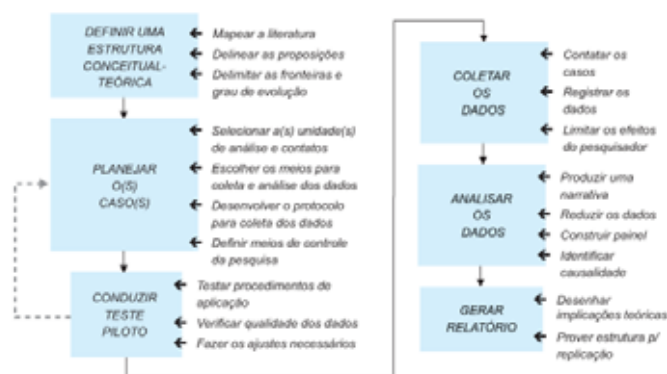 DEFINIR UMA
ESTRUTURA
CONCEITUAL-
TEÓRICA
Mapear a literatura
Delinear as proposições
Delimitar as fronteiras e
grau de evolução
PLANEJAR
O(S)
CASO(S)
Selecionar a(s) unidade(s)
de análise e contatos
Escolher os meios para
coleta e análise dos dados
Desenvolver o protocolo
para coleta dos dados
Definir meios de controle
da pesquisa
CONDUZIR
TESTE
PILOTO
Testar procedimentos de
aplicação
Verificar qualidade dos dados
Fazer os ajustes necessários
COLETAR
OS
DADOS
Contatar os
casos
Registrar os
dados
Limitar os efeitos
do pesquisador
ANALISAR
OS
DADOS
Produzir uma
narrativa
Reduzir os dados
Construir painel
Identificar
causalidade
GERAR
RELATÓRIO
Desenhar
implicações teóricas
Prover estrutura p/
replicação